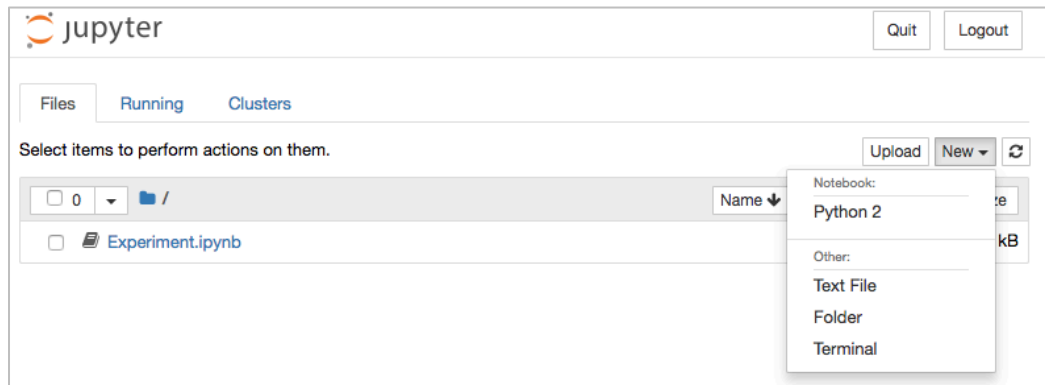 jupyter
Quit Logout
Files Running Clusters
Select items to perform actions on them.
Upload New
0 / Name ze
Notebook:
Python 2
Experiment.ipynb kB
Other:
Text File
Folder
Terminal